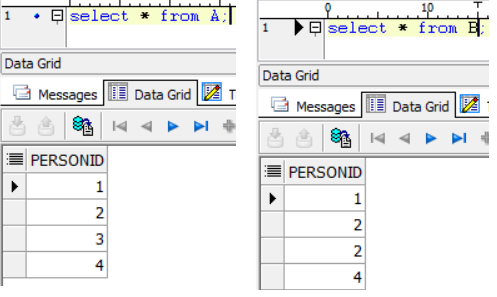 1 select * from A;
Data Grid
Messages Data Grid
PERSONID
1
2
3
4
0 10
1 select * from B;
Data Grid
Messages Data Grid
PERSONID
1
2
2
4